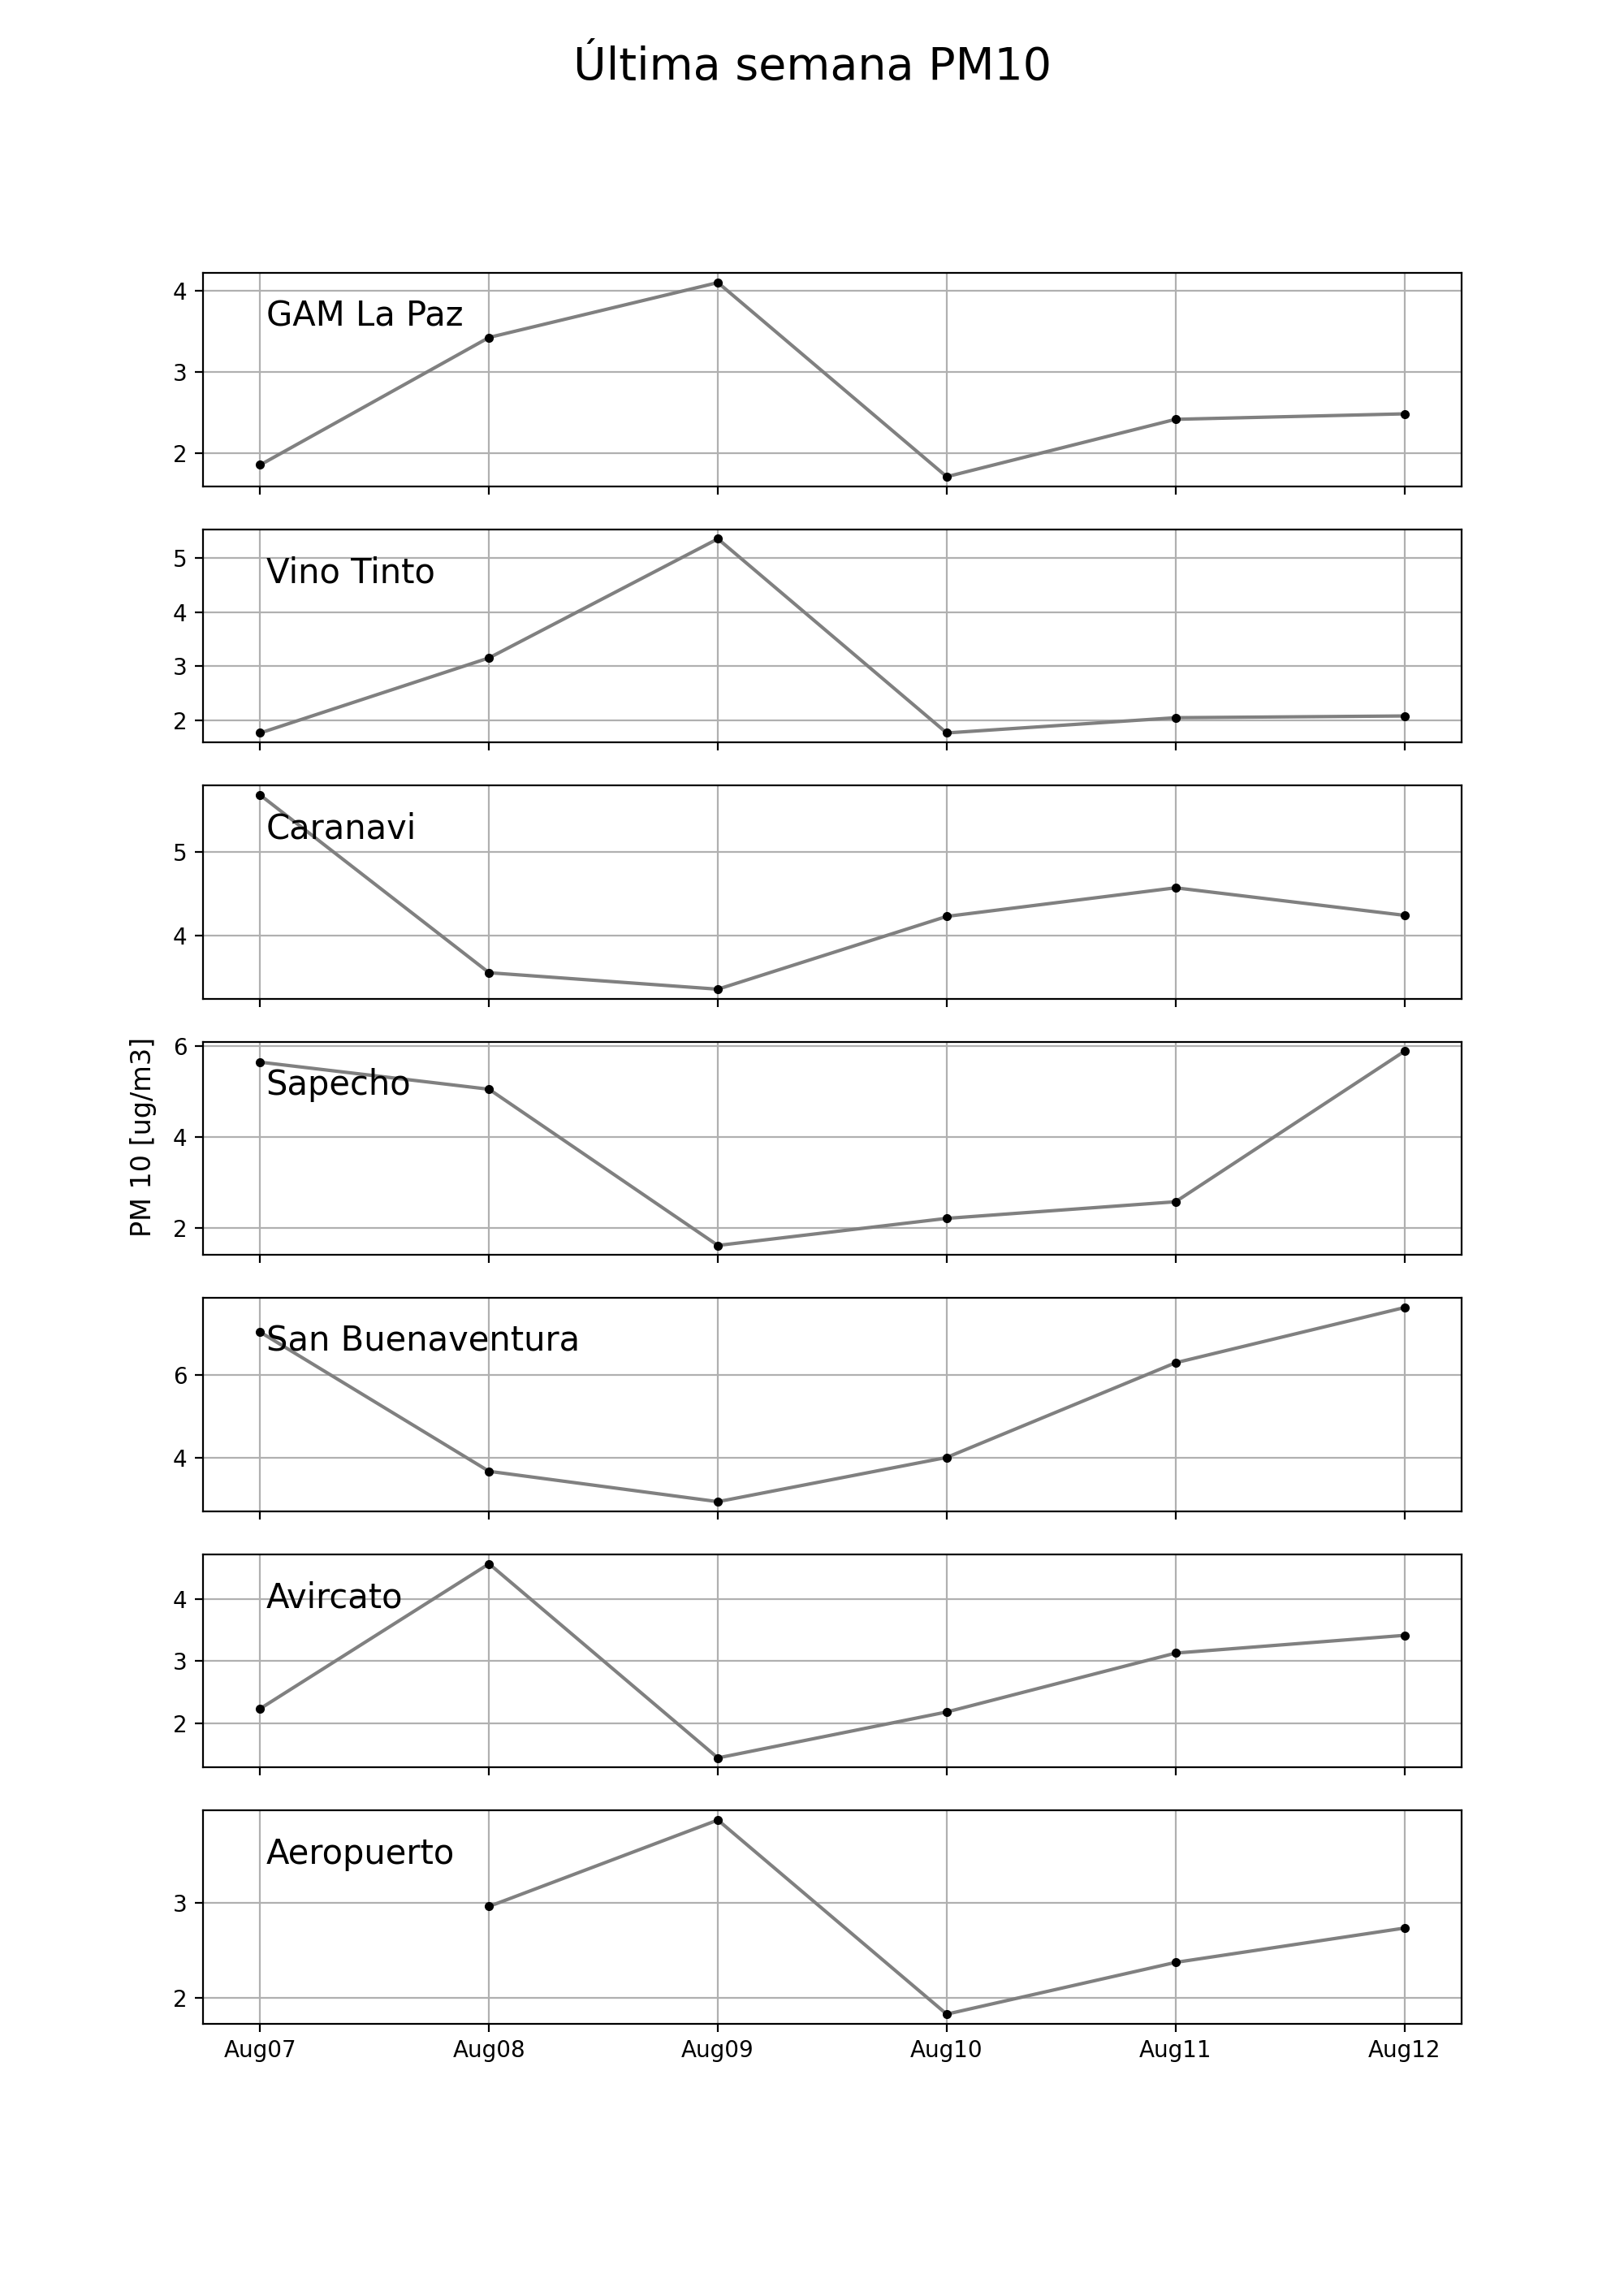 Última semana PM10
GAM La Paz
4
3
2
Vino Tinto
5
4
3
2
Caranavi
5
4
PM 10 [ug/m3]
Sapecho
6
4
2
San Buenaventura
6
4
Avircato
4
3
2
Aeropuerto
3
2
Aug07 Aug08 Aug09 Aug10 Aug11 Aug12